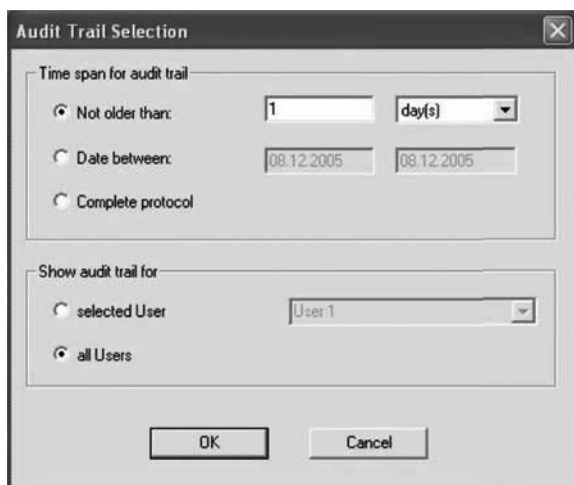 Audit Trail Selection
Time span for audit trail
Not older than: 1 day(s)
Date between: 08.12.2005 08.12.2005
Complete protocol
Show audit trail for
selected User User 1
all Users
OK Cancel